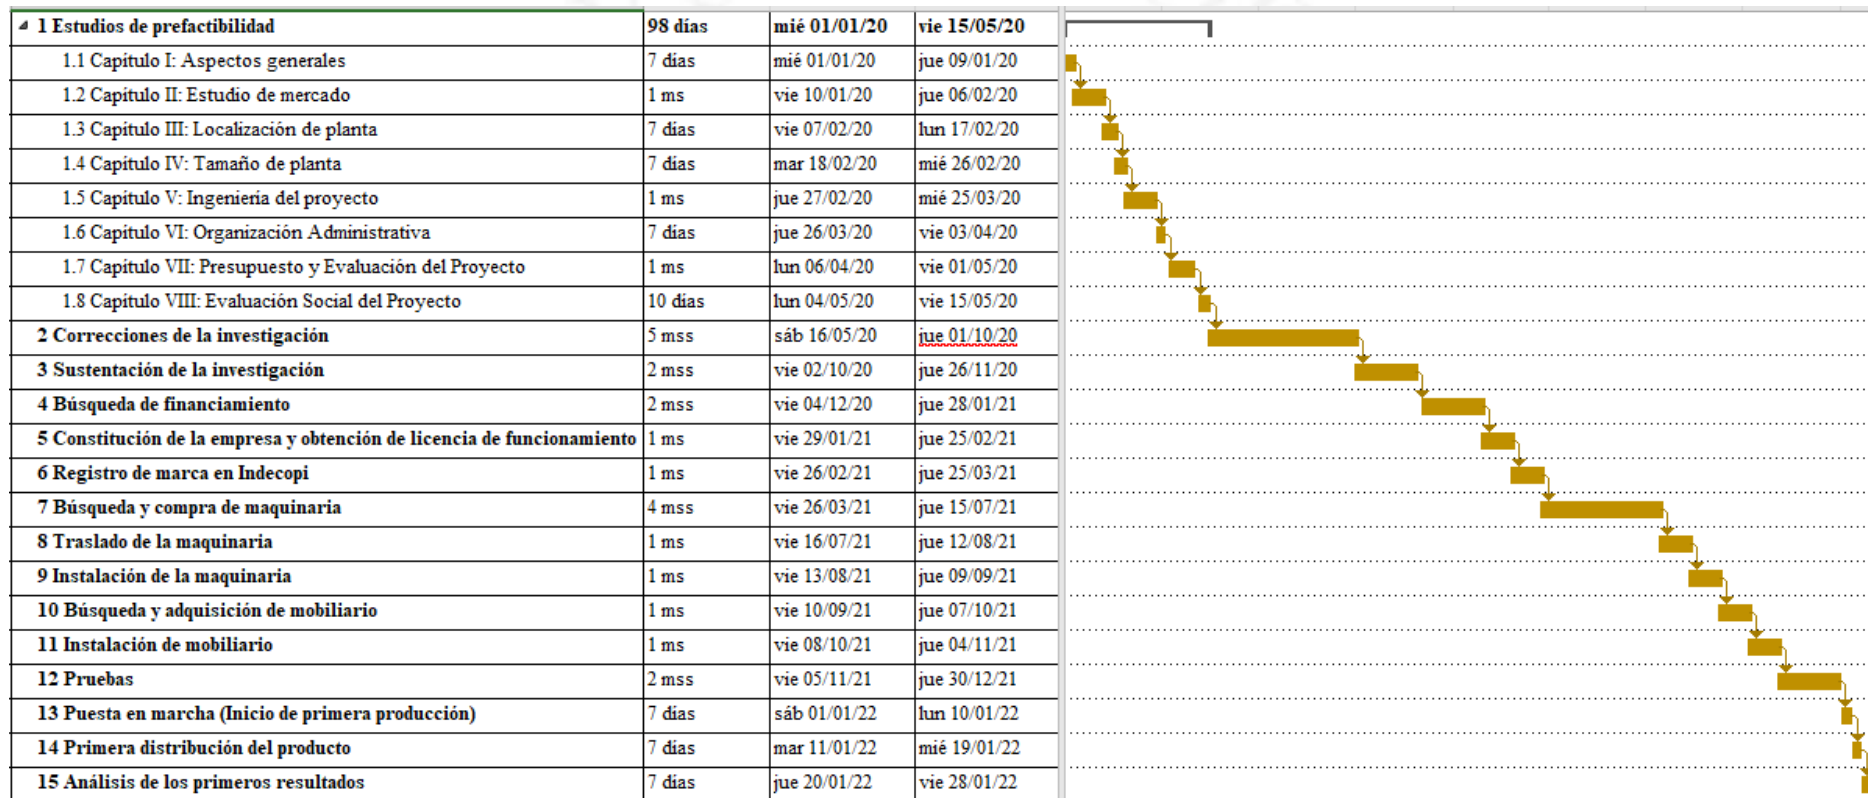 1 Estudios de prefactibilidad 98 días mié 01/01/20 vie 15/05/20
1.1 Capítulo I: Aspectos generales 7 días mié 01/01/20 jue 09/01/20
1.2 Capítulo II: Estudio de mercado 1 ms vie 10/01/20 jue 06/02/20
1.3 Capítulo III: Localización de planta 7 días vie 07/02/20 lun 17/02/20
1.4 Capítulo IV: Tamaño de planta 7 días mar 18/02/20 mié 26/02/20
1.5 Capítulo V: Ingeniería del proyecto 1 ms jue 27/02/20 mié 25/03/20
1.6 Capítulo VI: Organización Administrativa 7 días jue 26/03/20 vie 03/04/20
1.7 Capítulo VII: Presupuesto y Evaluación del Proyecto 1 ms lun 06/04/20 vie 01/05/20
1.8 Capítulo VIII: Evaluación Social del Proyecto 10 días lun 04/05/20 vie 15/05/20
2 Correcciones de la investigación 5 mss sáb 16/05/20 jue 01/10/20
3 Sustentación de la investigación 2 mss vie 02/10/20 jue 26/11/20
4 Búsqueda de financiamiento 2 mss vie 04/12/20 jue 28/01/21
5 Constitución de la empresa y obtención de licencia de funcionamiento 1 ms vie 29/01/21 jue 25/02/21
6 Registro de marca en Indecopi 1 ms vie 26/02/21 jue 25/03/21
7 Búsqueda y compra de maquinaria 4 mss vie 26/03/21 jue 15/07/21
8 Traslado de la maquinaria 1 ms vie 16/07/21 jue 12/08/21
9 Instalación de la maquinaria 1 ms vie 13/08/21 jue 09/09/21
10 Búsqueda y adquisición de mobiliario 1 ms vie 10/09/21 jue 07/10/21
11 Instalación de mobiliario 1 ms vie 08/10/21 jue 04/11/21
12 Pruebas 2 mss vie 05/11/21 jue 30/12/21
13 Puesta en marcha (Inicio de primera producción) 7 días sáb 01/01/22 lun 10/01/22
14 Primera distribución del producto 7 días mar 11/01/22 mié 19/01/22
15 Análisis de los primeros resultados 7 días jue 20/01/22 vie 28/01/22